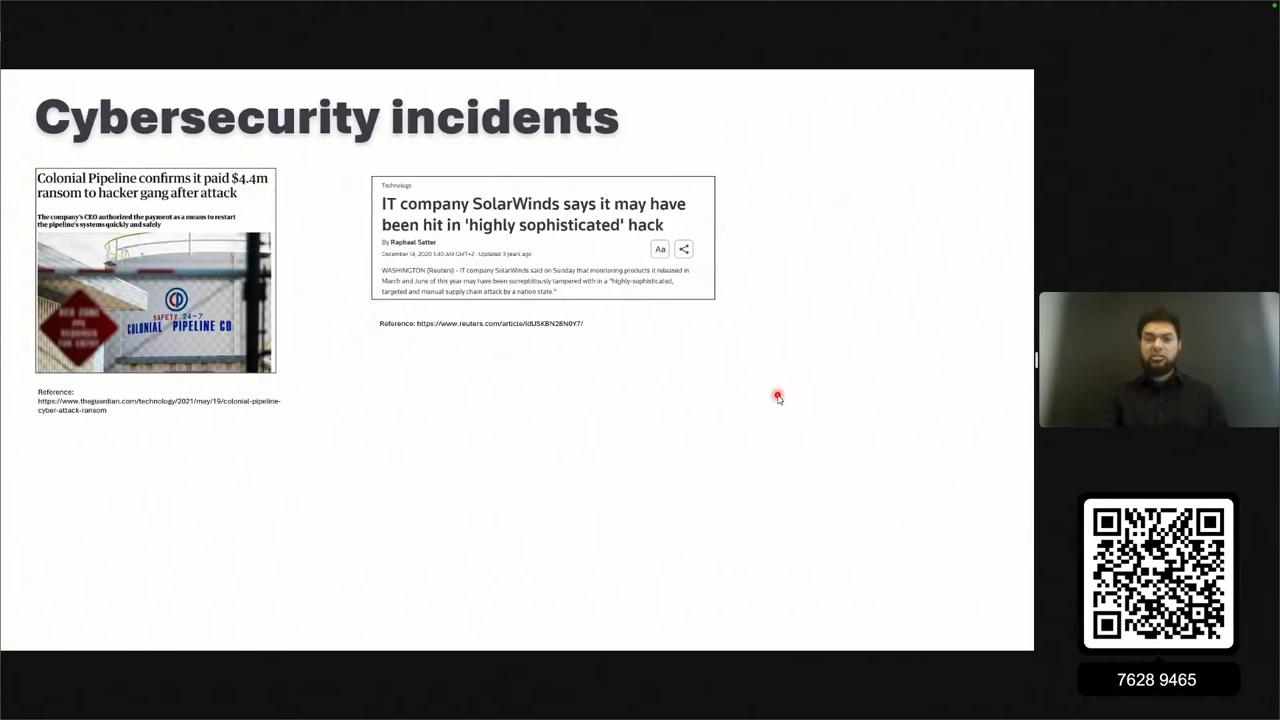 Cybersecurity incidents
Colonial Pipeline confirms it paid $4.4m
ransom to hacker gang after attack
The company's CEO authorized the payment as a means to restart
the pipeline's systems quickly and safely
RED ZONE
PPE
REQUIRED
FOR ENTRY
SAFETY 24-7
COLONIAL PIPELINE CO
Reference:
https://www.theguardian.com/technology/2021/may/19/colonial-pipeline-
cyber-attack-ransom
Technology
IT company SolarWinds says it may have
been hit in 'highly sophisticated' hack
By Raphael Satter
December 14, 2020 1:40 AM GMT+2 · Updated 3 years ago
Aa
WASHINGTON (Reuters) - IT company SolarWinds said on Sunday that monitoring products it released in
March and June of this year may have been surreptitiously tampered with in a "highly-sophisticated,
targeted and manual supply chain attack by a nation state."
Reference: https://www.reuters.com/article/idUSKBN28N0Y7/
7628 9465